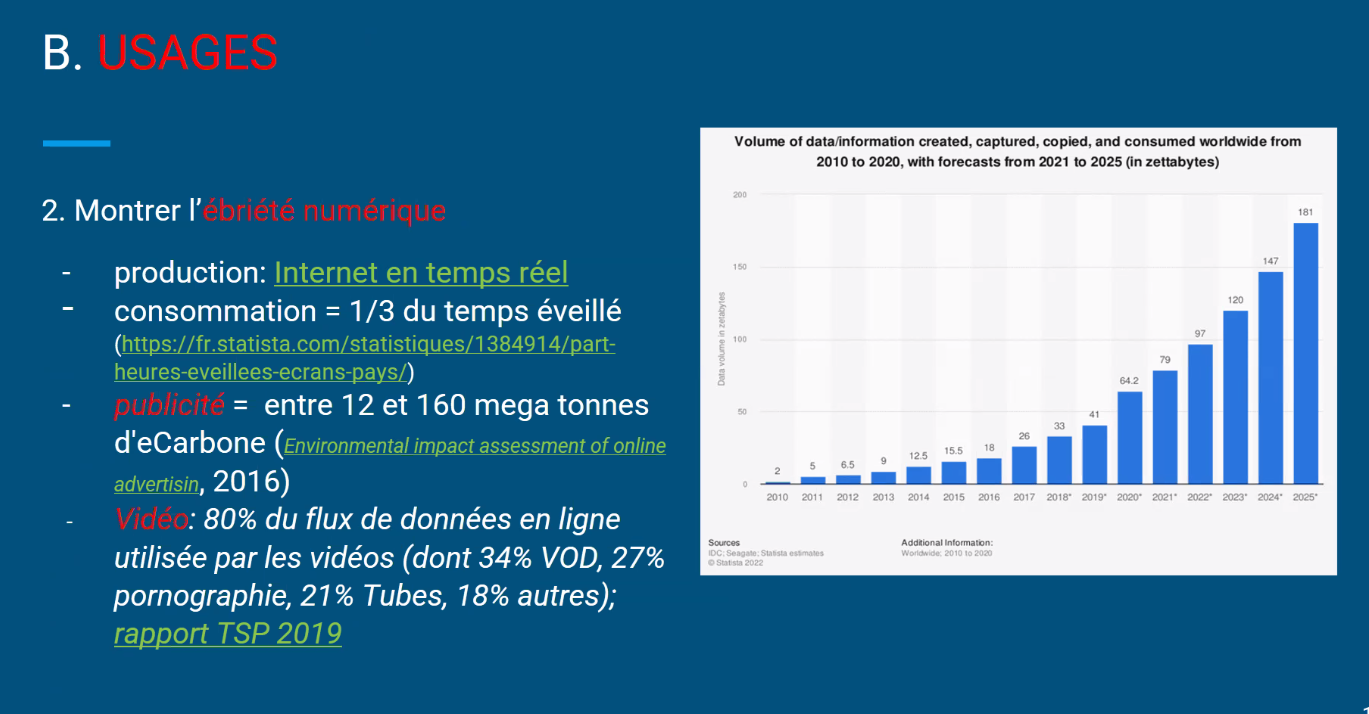 B. USAGES
2. Montrer l'ébriété numérique
- production: Internet en temps réel
- consommation = 1/3 du temps éveillé
(https://fr.statista.com/statistiques/1384914/part-
heures-eveillees-ecrans-pays/)
- publicité = entre 12 et 160 mega tonnes
d'eCarbone (Environmental impact assessment of online
advertisin, 2016)
- Vidéo: 80% du flux de données en ligne
utilisée par les vidéos (dont 34% VOD, 27%
pornographie, 21% Tubes, 18% autres);
rapport TSP 2019
Volume of data/information created, captured, copied, and consumed worldwide from
2010 to 2020, with forecasts from 2021 to 2025 (in zettabytes)
Data volume in zetabytes
200
150
100
50
0
2
5
6.5
9
12.5
15.5
18
26
33
41
64.2
79
97
120
147
181
2010 2011 2012 2013 2014 2015 2016 2017 2018* 2019* 2020* 2021* 2022* 2023* 2024* 2025*
Sources
IDC; Seagate; Statista estimates
© Statista 2022
Additional Information:
Worldwide; 2010 to 2020